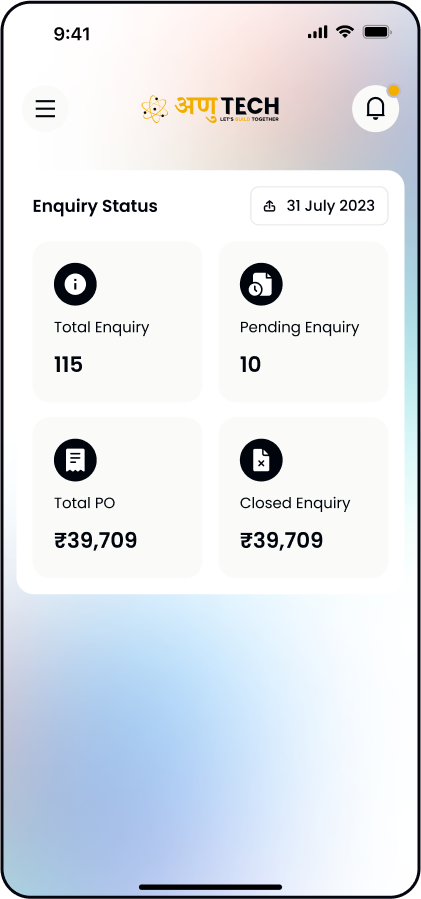 9:41
अणु TECH
LET'S BUILD TOGETHER
Enquiry Status
31 July 2023
Total Enquiry
Pending Enquiry
115
10
Total PO
Closed Enquiry
₹39,709
₹39,709